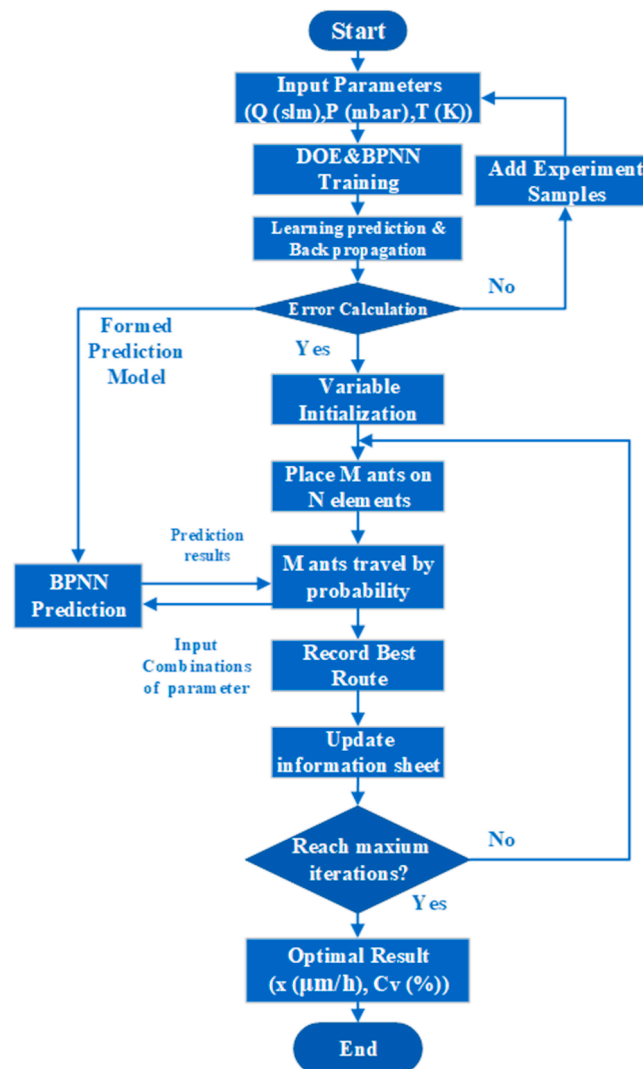 Start
Input Parameters
(Q (slm),P (mbar),T (K))
DOE&BPNN
Training
Add Experiment
Samples
Learning prediction &
Back propagation
Error Calculation
No
Formed
Prediction
Model
Yes
Variable
Initialization
Place M ants on
N elements
Prediction
results
BPNN
Prediction
M ants travel by
probability
Input
Combinations
of parameter
Record Best
Route
Update
information sheet
Reach maxium
iterations?
No
Yes
Optimal Result
(x (μm/h), Cv (%))
End